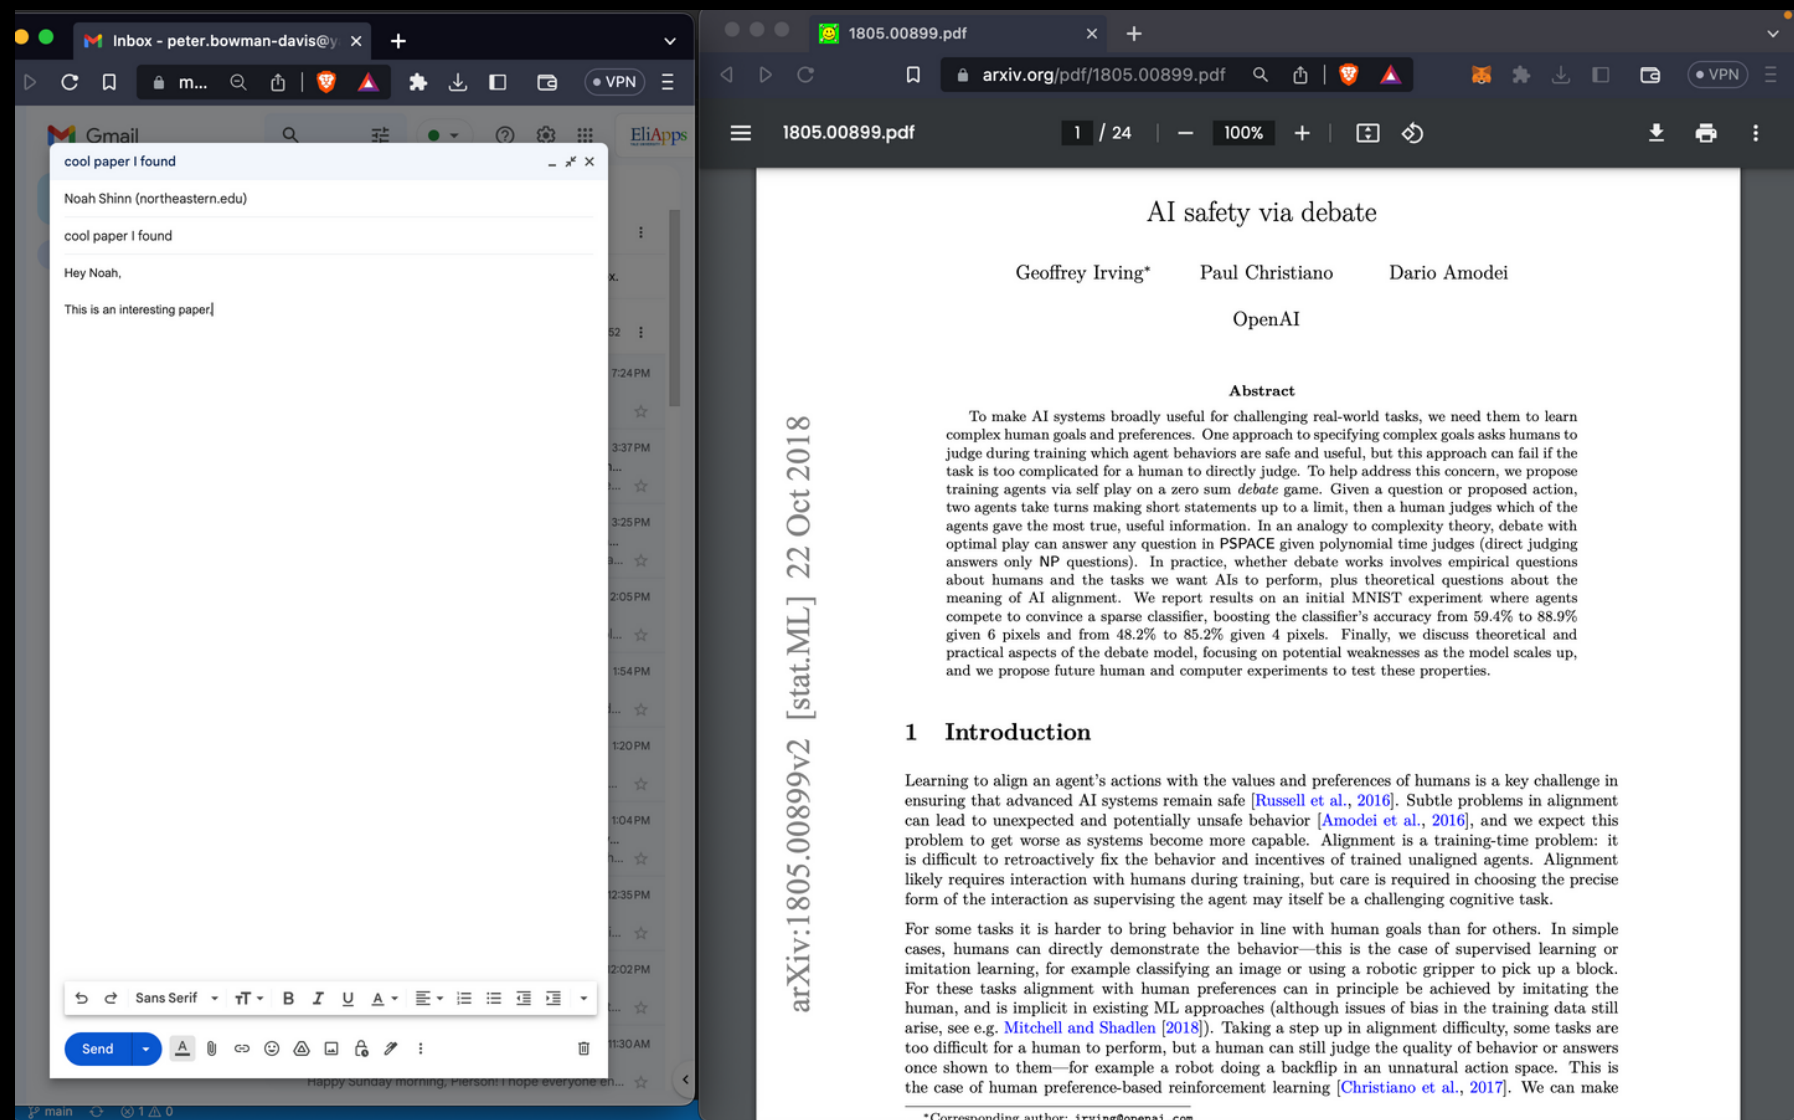 Inbox - peter.bowman-davis@y
m...
VPN
Gmail
EliApps
cool paper I found
Noah Shinn (northeastern.edu)
cool paper I found
Hey Noah,
This is an interesting paper.
x.
52
7:24 PM
3:37 PM
3:25 PM
2:05 PM
1:54 PM
1:20 PM
1:04 PM
12:35 PM
12:02 PM
11:30 AM
Sans Serif
Send
Happy Sunday morning, Pierson! I hope everyone en...
main
1 0
1805.00899.pdf
arxiv.org/pdf/1805.00899.pdf
VPN
1805.00899.pdf
1 / 24
100%
AI safety via debate
Geoffrey Irving* Paul Christiano Dario Amodei
OpenAI
Abstract
To make AI systems broadly useful for challenging real-world tasks, we need them to learn
complex human goals and preferences. One approach to specifying complex goals asks humans to
judge during training which agent behaviors are safe and useful, but this approach can fail if the
task is too complicated for a human to directly judge. To help address this concern, we propose
training agents via self play on a zero sum debate game. Given a question or proposed action,
two agents take turns making short statements up to a limit, then a human judges which of the
agents gave the most true, useful information. In an analogy to complexity theory, debate with
optimal play can answer any question in PSPACE given polynomial time judges (direct judging
answers only NP questions). In practice, whether debate works involves empirical questions
about humans and the tasks we want AIs to perform, plus theoretical questions about the
meaning of AI alignment. We report results on an initial MNIST experiment where agents
compete to convince a sparse classifier, boosting the classifier's accuracy from 59.4% to 88.9%
given 6 pixels and from 48.2% to 85.2% given 4 pixels. Finally, we discuss theoretical and
practical aspects of the debate model, focusing on potential weaknesses as the model scales up,
and we propose future human and computer experiments to test these properties.
arXiv:1805.00899v2 [stat.ML] 22 Oct 2018
1 Introduction
Learning to align an agent's actions with the values and preferences of humans is a key challenge in
ensuring that advanced AI systems remain safe [Russell et al., 2016]. Subtle problems in alignment
can lead to unexpected and potentially unsafe behavior [Amodei et al., 2016], and we expect this
problem to get worse as systems become more capable. Alignment is a training-time problem: it
is difficult to retroactively fix the behavior and incentives of trained unaligned agents. Alignment
likely requires interaction with humans during training, but care is required in choosing the precise
form of the interaction as supervising the agent may itself be a challenging cognitive task.
For some tasks it is harder to bring behavior in line with human goals than for others. In simple
cases, humans can directly demonstrate the behavior—this is the case of supervised learning or
imitation learning, for example classifying an image or using a robotic gripper to pick up a block.
For these tasks alignment with human preferences can in principle be achieved by imitating the
human, and is implicit in existing ML approaches (although issues of bias in the training data still
arise, see e.g. Mitchell and Shadlen [2018]). Taking a step up in alignment difficulty, some tasks are
too difficult for a human to perform, but a human can still judge the quality of behavior or answers
once shown to them—for example a robot doing a backflip in an unnatural action space. This is
the case of human preference-based reinforcement learning [Christiano et al., 2017]. We can make
*Corresponding author: irving@openai.com